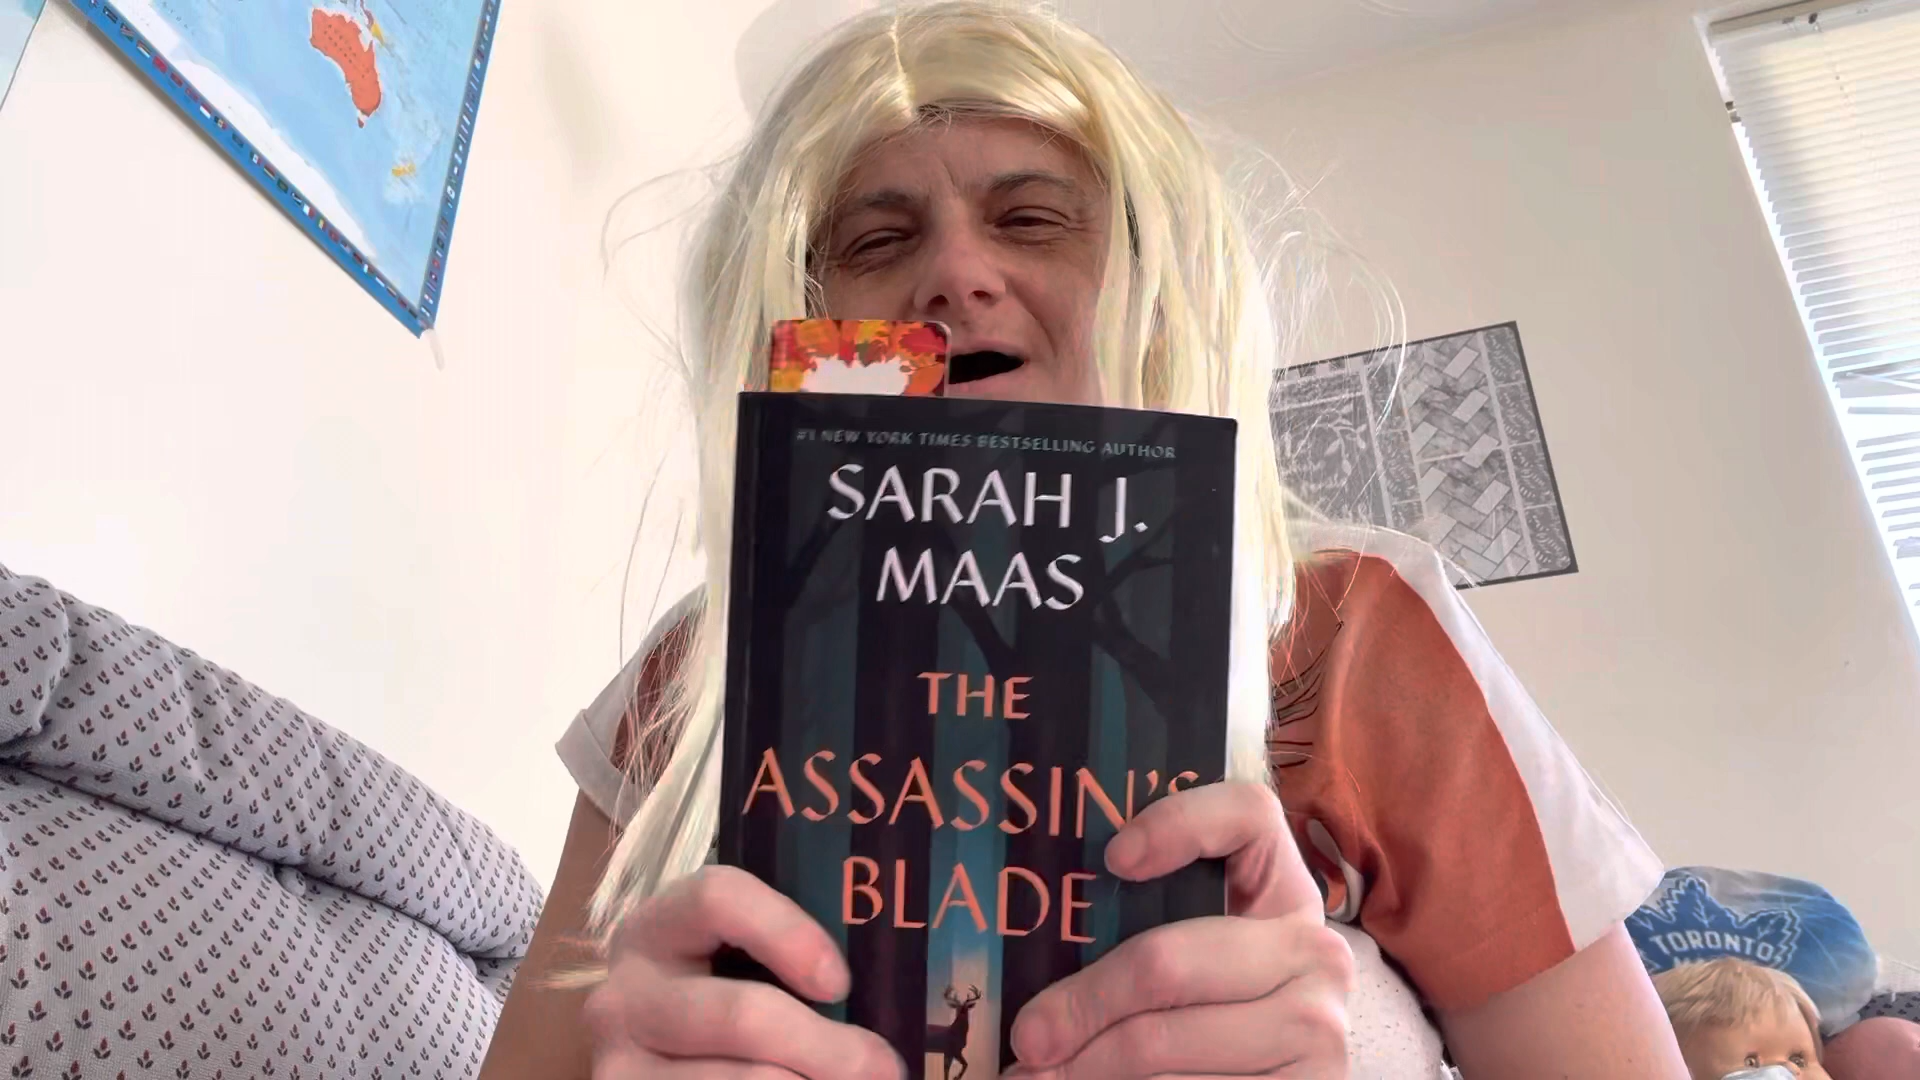 #1 NEW YORK TIMES BESTSELLING AUTHOR
SARAH J.
MAAS
THE
ASSASSIN'S
BLADE
TORONTO